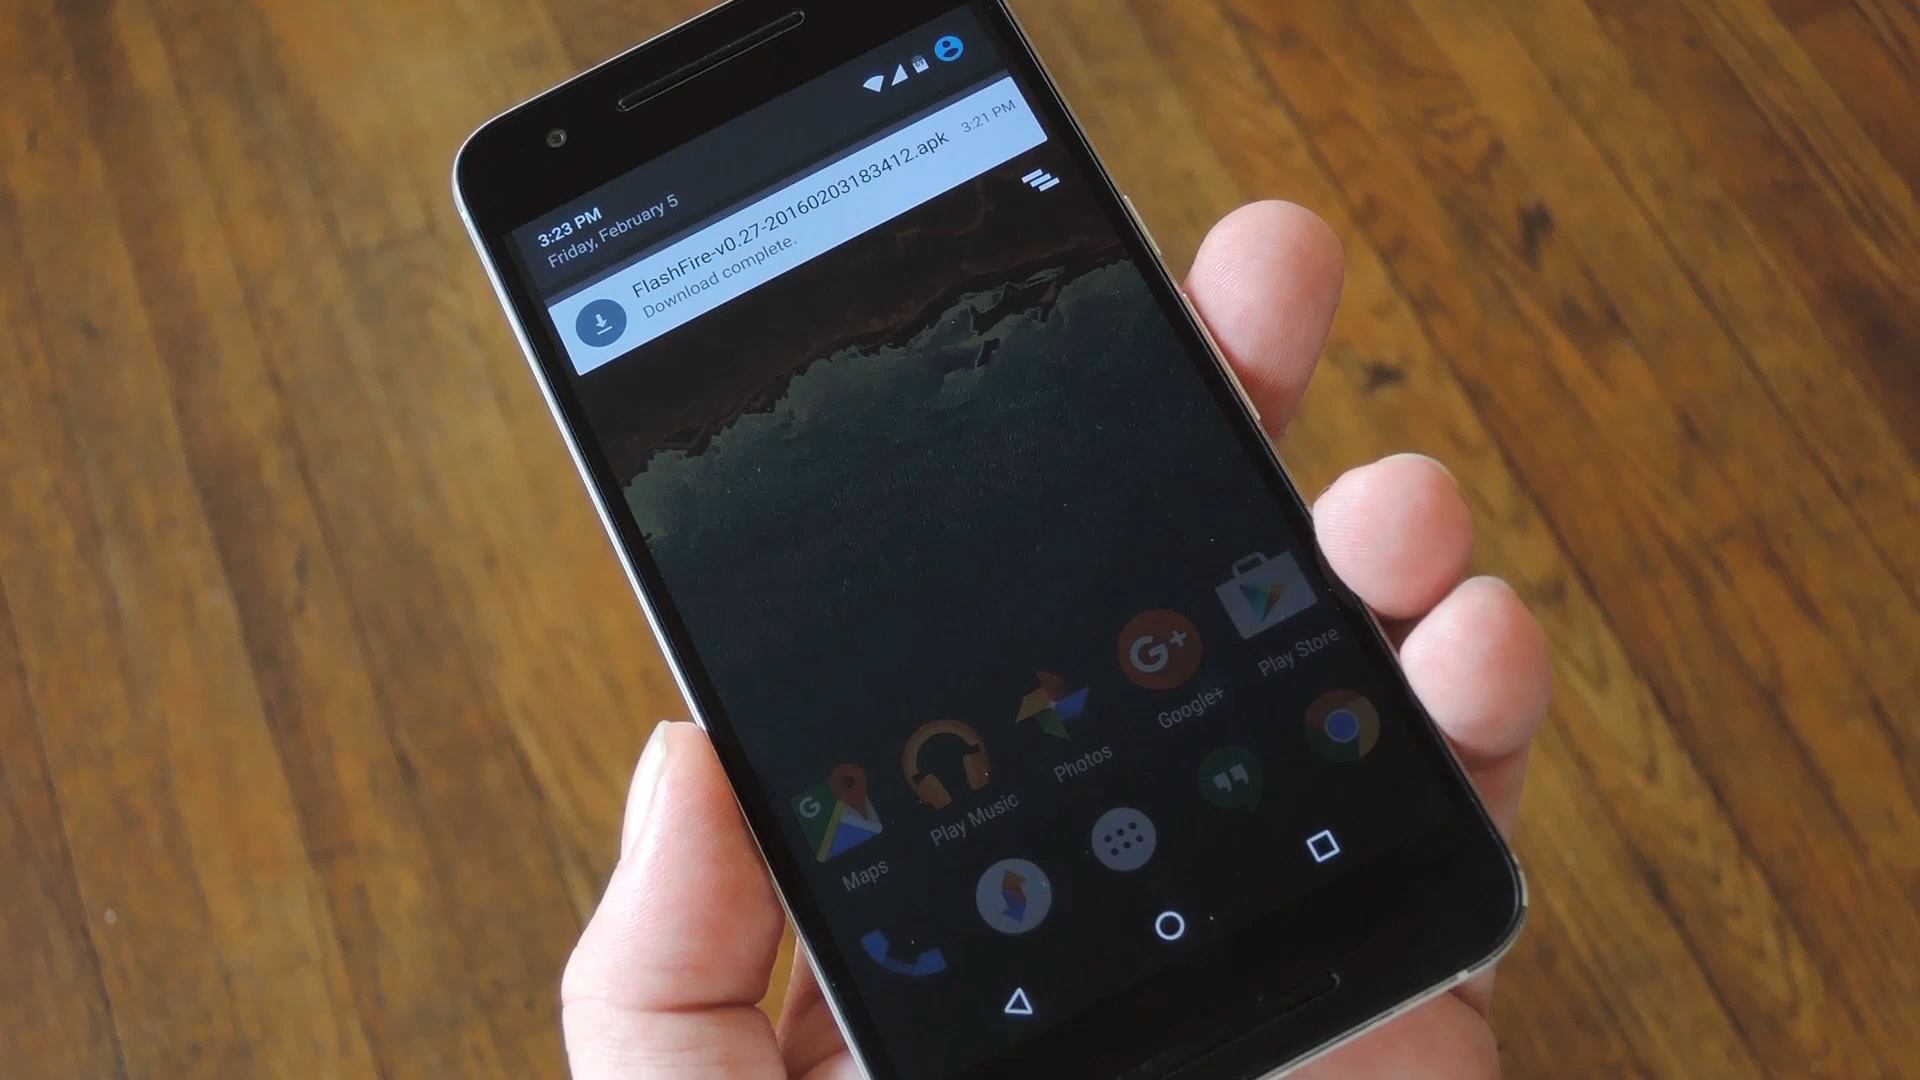 3:23 PM
Friday, February 5
FlashFire-v0.27-20160203183412.apk
3:21 PM
Download complete.
G
G+
Maps
Play Music
Photos
Google+
Play Store